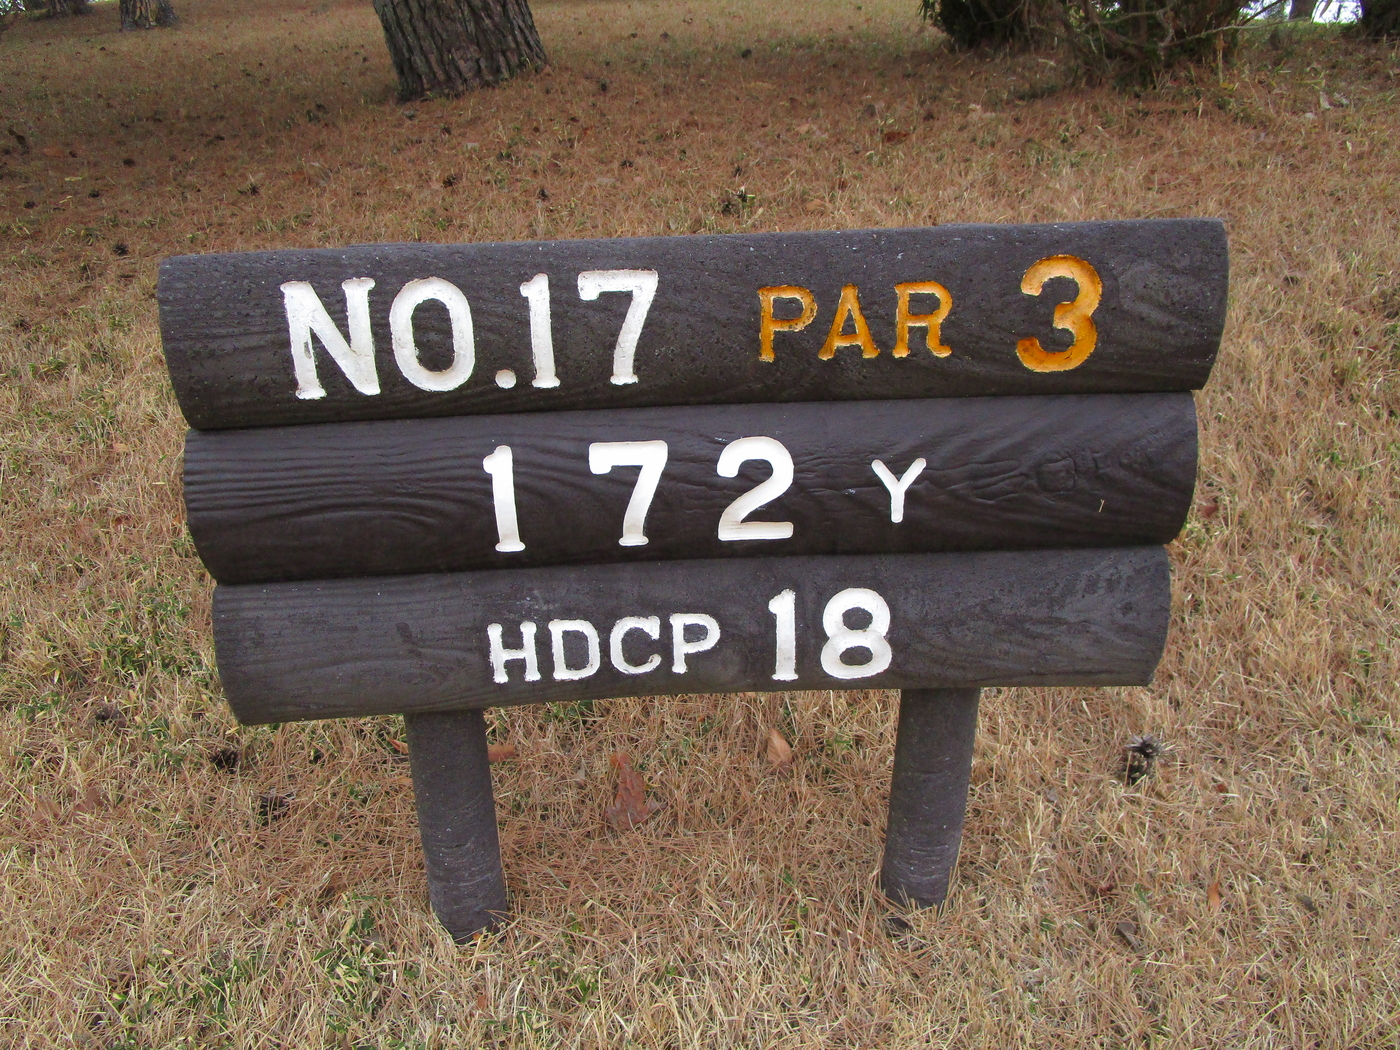 NO.17 PAR 3
172 Y
HDCP 18